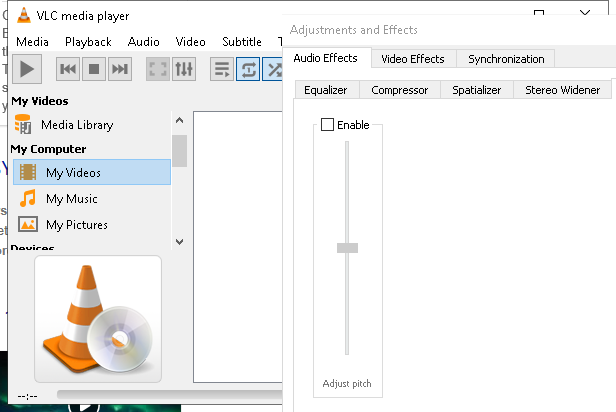 VLC media player
Media Playback Audio Video Subtitle
My Videos
Media Library
My Computer
My Videos
My Music
My Pictures
Devices
--:--
Adjustments and Effects
Audio Effects Video Effects Synchronization
Equalizer Compressor Spatializer Stereo Widener
Enable
Adjust pitch